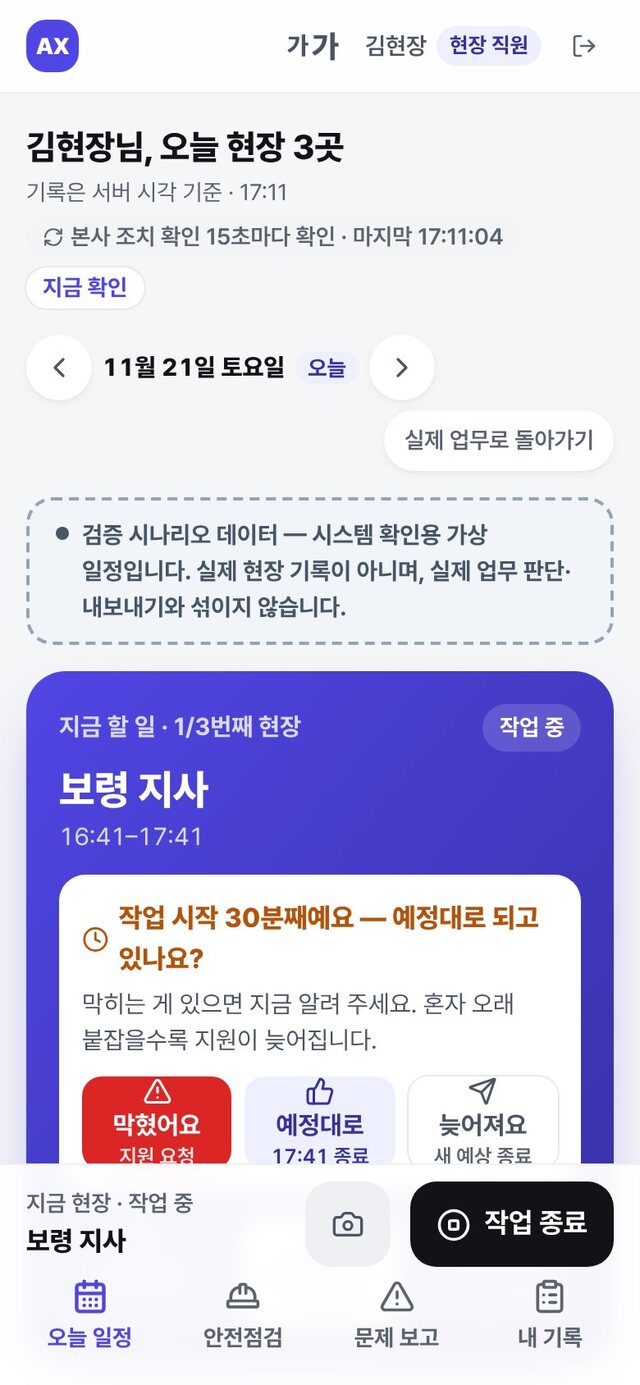 AX
가가 김현장 현장 직원
김현장님, 오늘 현장 3곳
기록은 서버 시각 기준 · 17:11
본사 조치 확인 15초마다 확인 · 마지막 17:11:04
지금 확인
11월 21일 토요일 오늘
실제 업무로 돌아가기
검증 시나리오 데이터 — 시스템 확인용 가상
일정입니다. 실제 현장 기록이 아니며, 실제 업무 판단·
내보내기와 섞이지 않습니다.
지금 할 일 · 1/3번째 현장
작업 중
보령 지사
16:41–17:41
작업 시작 30분째예요 — 예정대로 되고
있나요?
막히는 게 있으면 지금 알려 주세요. 혼자 오래
붙잡을수록 지원이 늦어집니다.
막혔어요
지원 요청
예정대로
17:41 종료
늦어져요
새 예상 종료
지금 현장 · 작업 중
보령 지사
작업 종료
오늘 일정
안전점검
문제 보고
내 기록